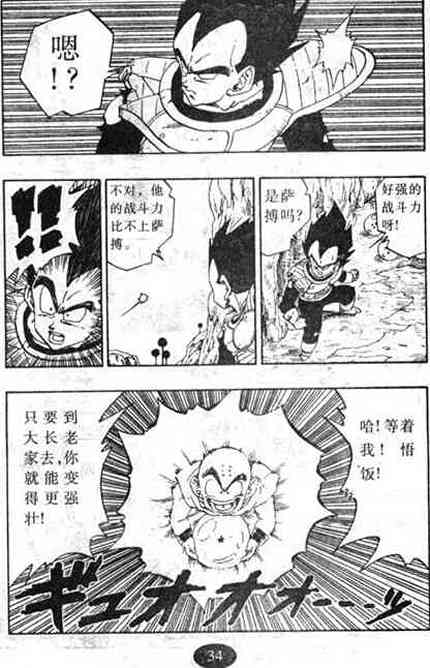 嗯
!?
好强的
战斗力
呀!
是萨
搏吗?
不对,他
的战斗力
比不上萨
搏。
!!
哈!等着
我!悟
饭!
只要到
大长老
家去,你
就能变
得更强
壮!
ギュオオオーーッ
34